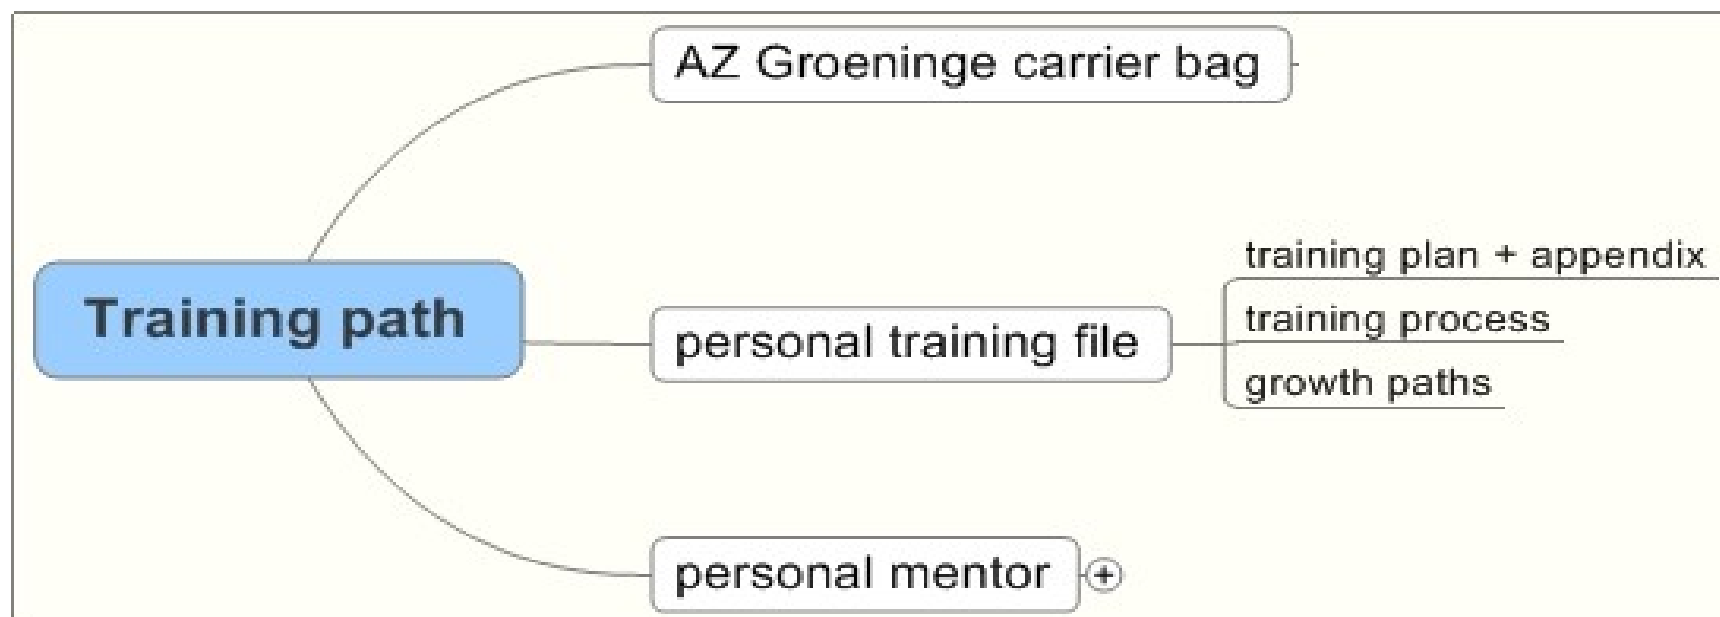 AZ Groeninge carrier bag
Training path
personal training file
training plan + appendix
training process
growth paths
personal mentor